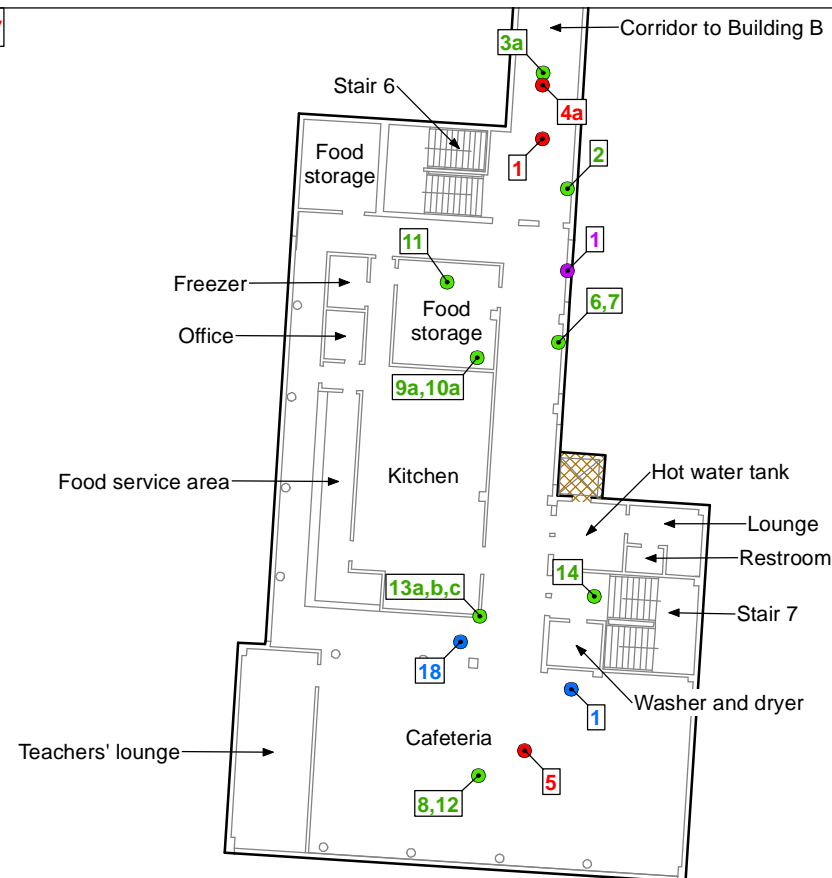 Corridor to Building B
3a
Stair 6
4a
Food
storage
1
2
11
1
Freezer
Food
storage
6,7
Office
9a,10a
Hot water tank
Kitchen
Food service area
Lounge
Restroom
14
13a,b,c
Stair 7
18
Washer and dryer
1
Cafeteria
Teachers' lounge
5
8,12